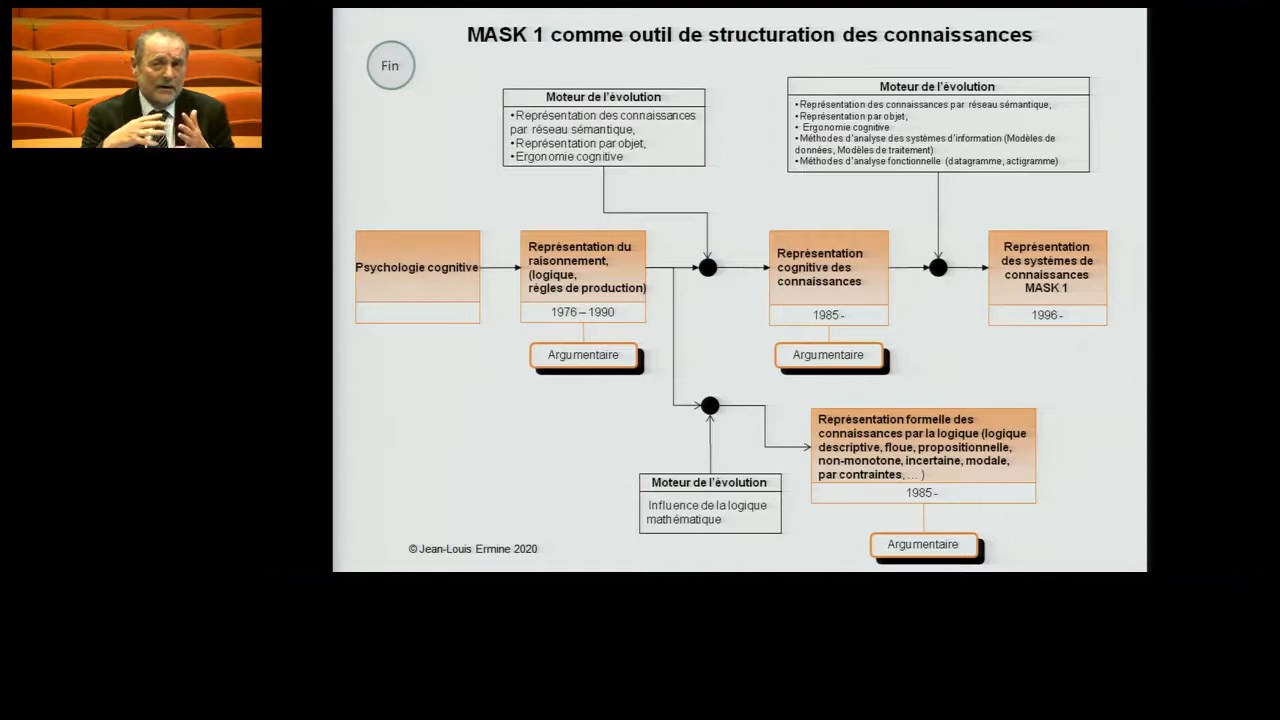 MASK 1 comme outil de structuration des connaissances
Fin
Moteur de l'évolution
•Représentation des connaissances
par réseau sémantique,
•Représentation par objet,
•Ergonomie cognitive
Moteur de l'évolution
•Représentation des connaissances par réseau sémantique,
•Représentation par objet,
• Ergonomie cognitive
•Méthodes d'analyse des systèmes d'information (Modèles de
données, Modèles de traitement)
•Méthodes d'analyse fonctionnelle (datagramme, actigramme)
Psychologie cognitive
Représentation du
raisonnement,
(logique,
règles de production)
1976 – 1990
Argumentaire
Représentation
cognitive des
connaissances
1985 -
Argumentaire
Représentation
des systèmes de
connaissances
MASK 1
1996 -
Représentation formelle des
connaissances par la logique (logique
descriptive, floue, propositionnelle,
non-monotone, incertaine, modale,
par contraintes, … )
1985 -
Argumentaire
Moteur de l'évolution
Influence de la logique
mathématique
© Jean-Louis Ermine 2020